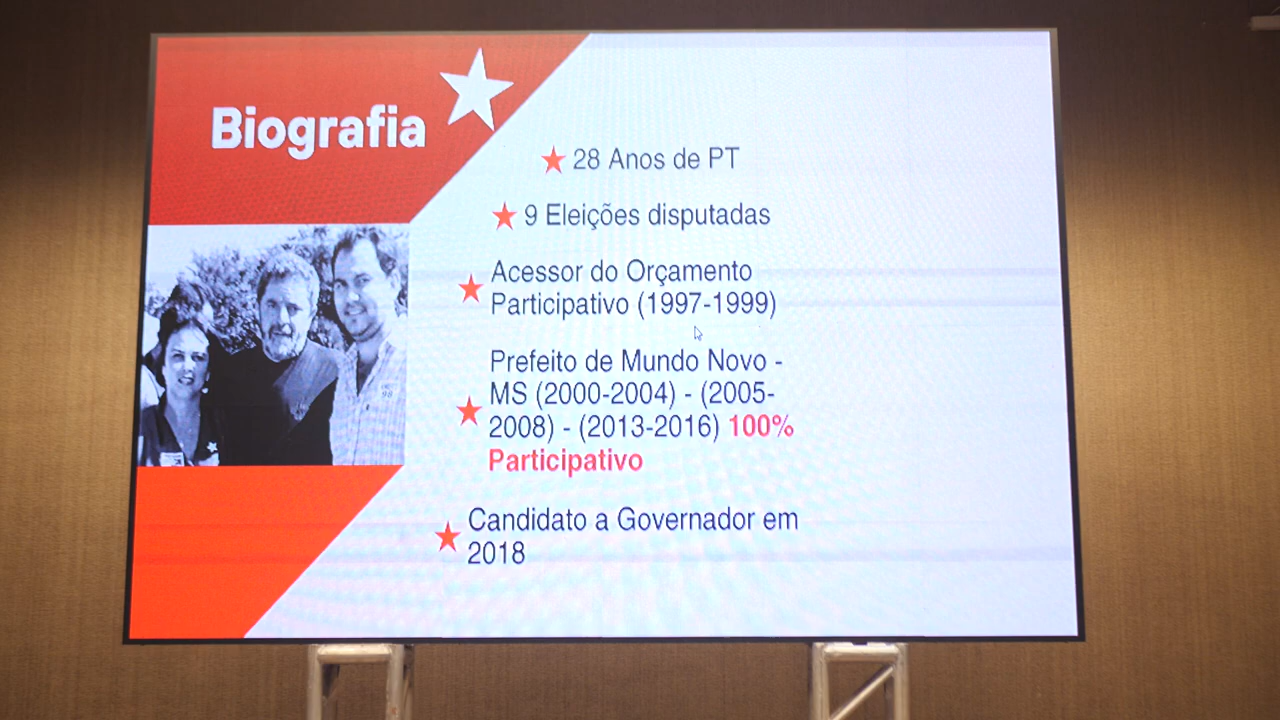 Biografia
28 Anos de PT
9 Eleições disputadas
Acessor do Orçamento
Participativo (1997-1999)
Prefeito de Mundo Novo -
MS (2000-2004) - (2005-
2008) - (2013-2016) 100%
Participativo
Candidato a Governador em
2018